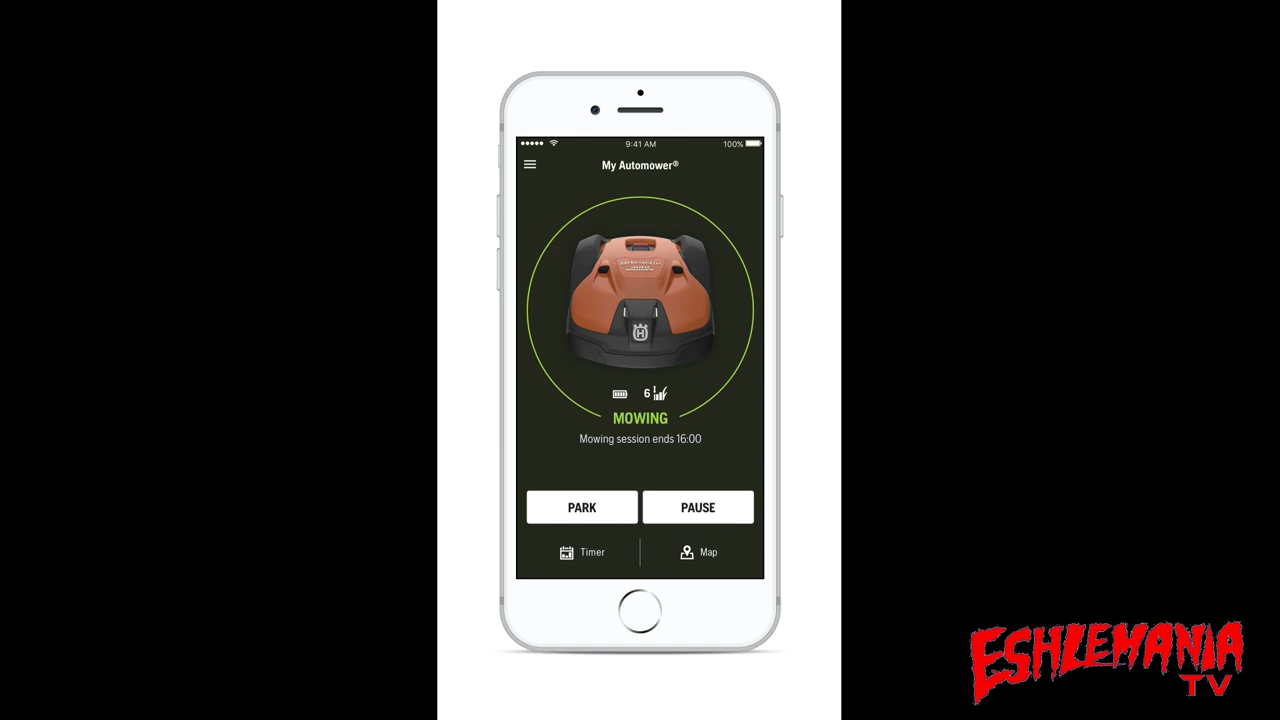 9:41 AM
100%
My Automower®
6
MOWING
Mowing session ends 16:00
PARK
PAUSE
Timer
Map
H
ESHLEMANIA
TV